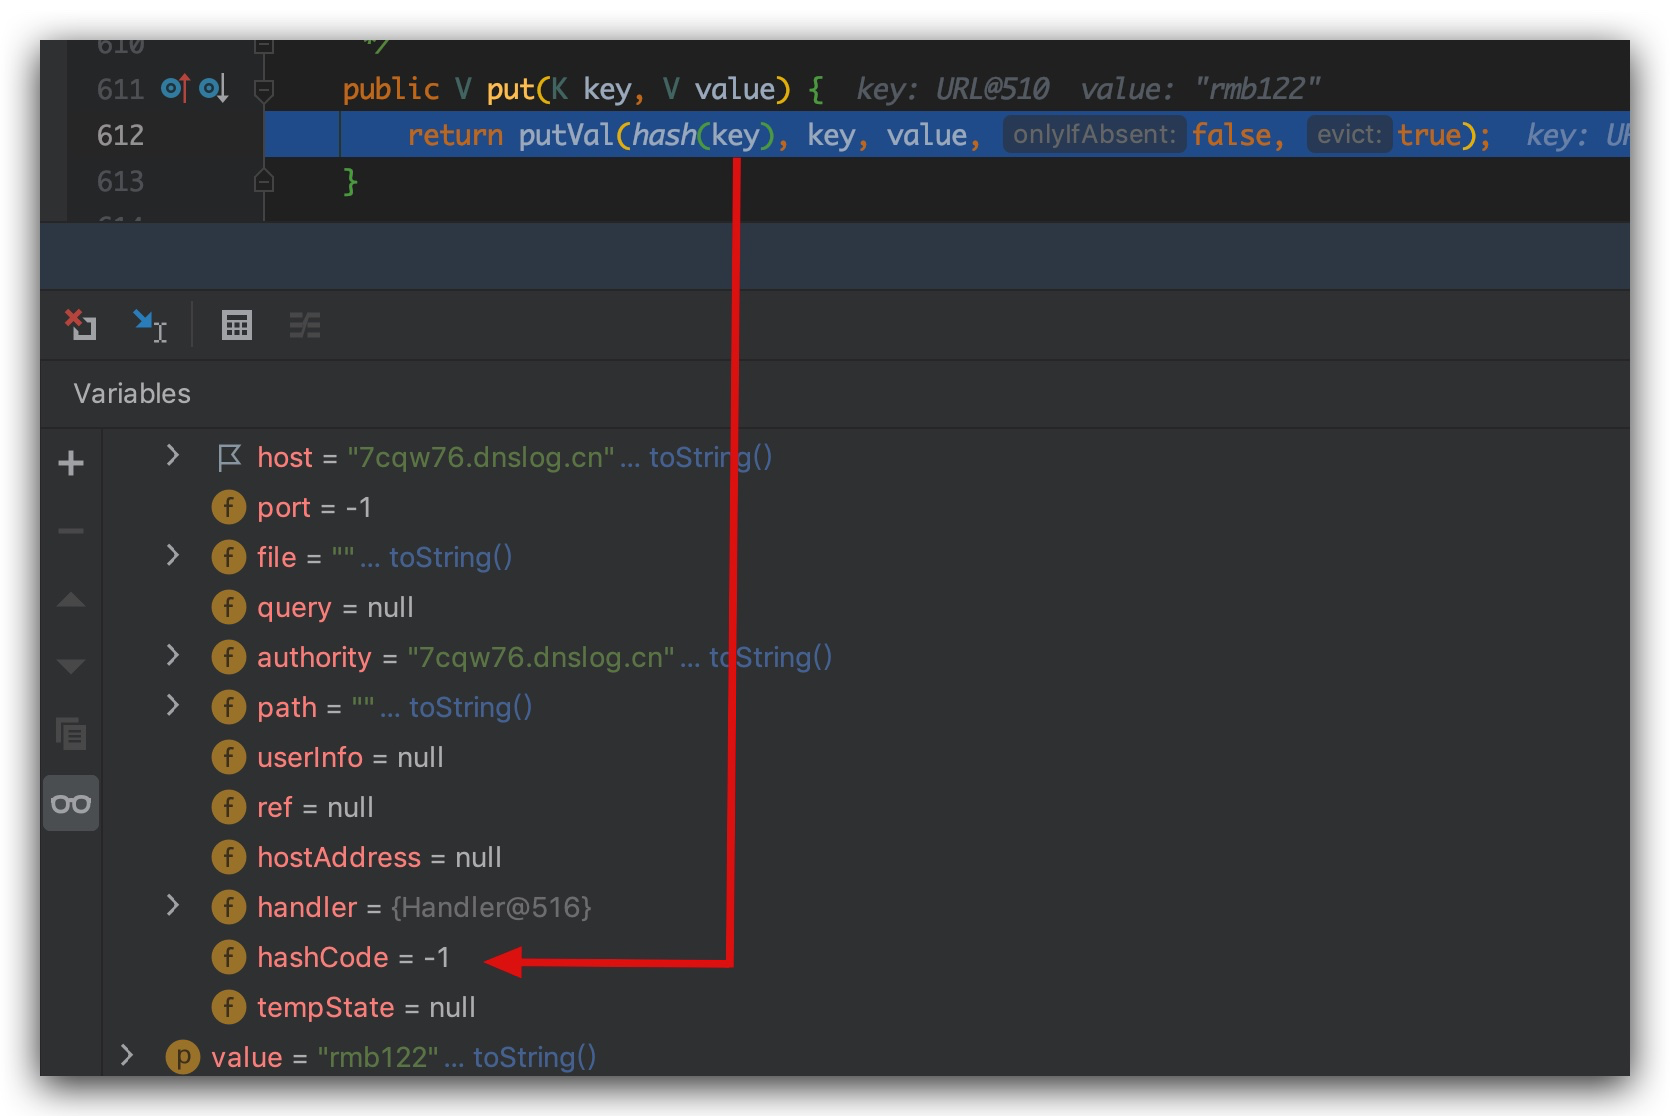 610 */
611 public V put(K key, V value) { key: URL@510 value: "rmb122"
612 return putVal(hash(key), key, value, onlyIfAbsent: false, evict: true); key:
613 }
Variables
host = "7cqw76.dnslog.cn" ... toString()
f port = -1
f file = "" ... toString()
f query = null
f authority = "7cqw76.dnslog.cn" ... toString()
f path = "" ... toString()
f userInfo = null
f ref = null
f hostAddress = null
f handler = {Handler@516}
f hashCode = -1
f tempState = null
p value = "rmb122" ... toString()